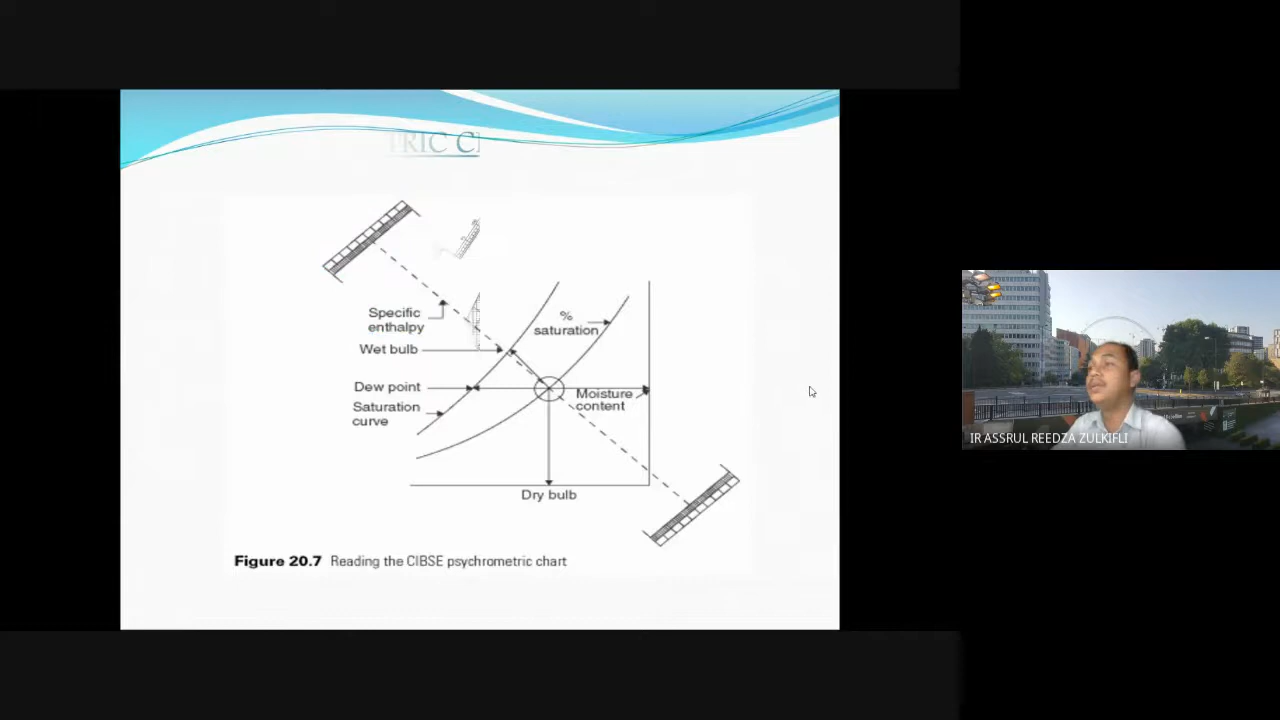 RIC C
Specific
enthalpy
Wet bulb
Dew point
Saturation
curve
%
saturation
Moisture
content
Dry bulb
Figure 20.7 Reading the CIBSE psychrometric chart
IR ASSRUL REEDZA ZULKIFLI